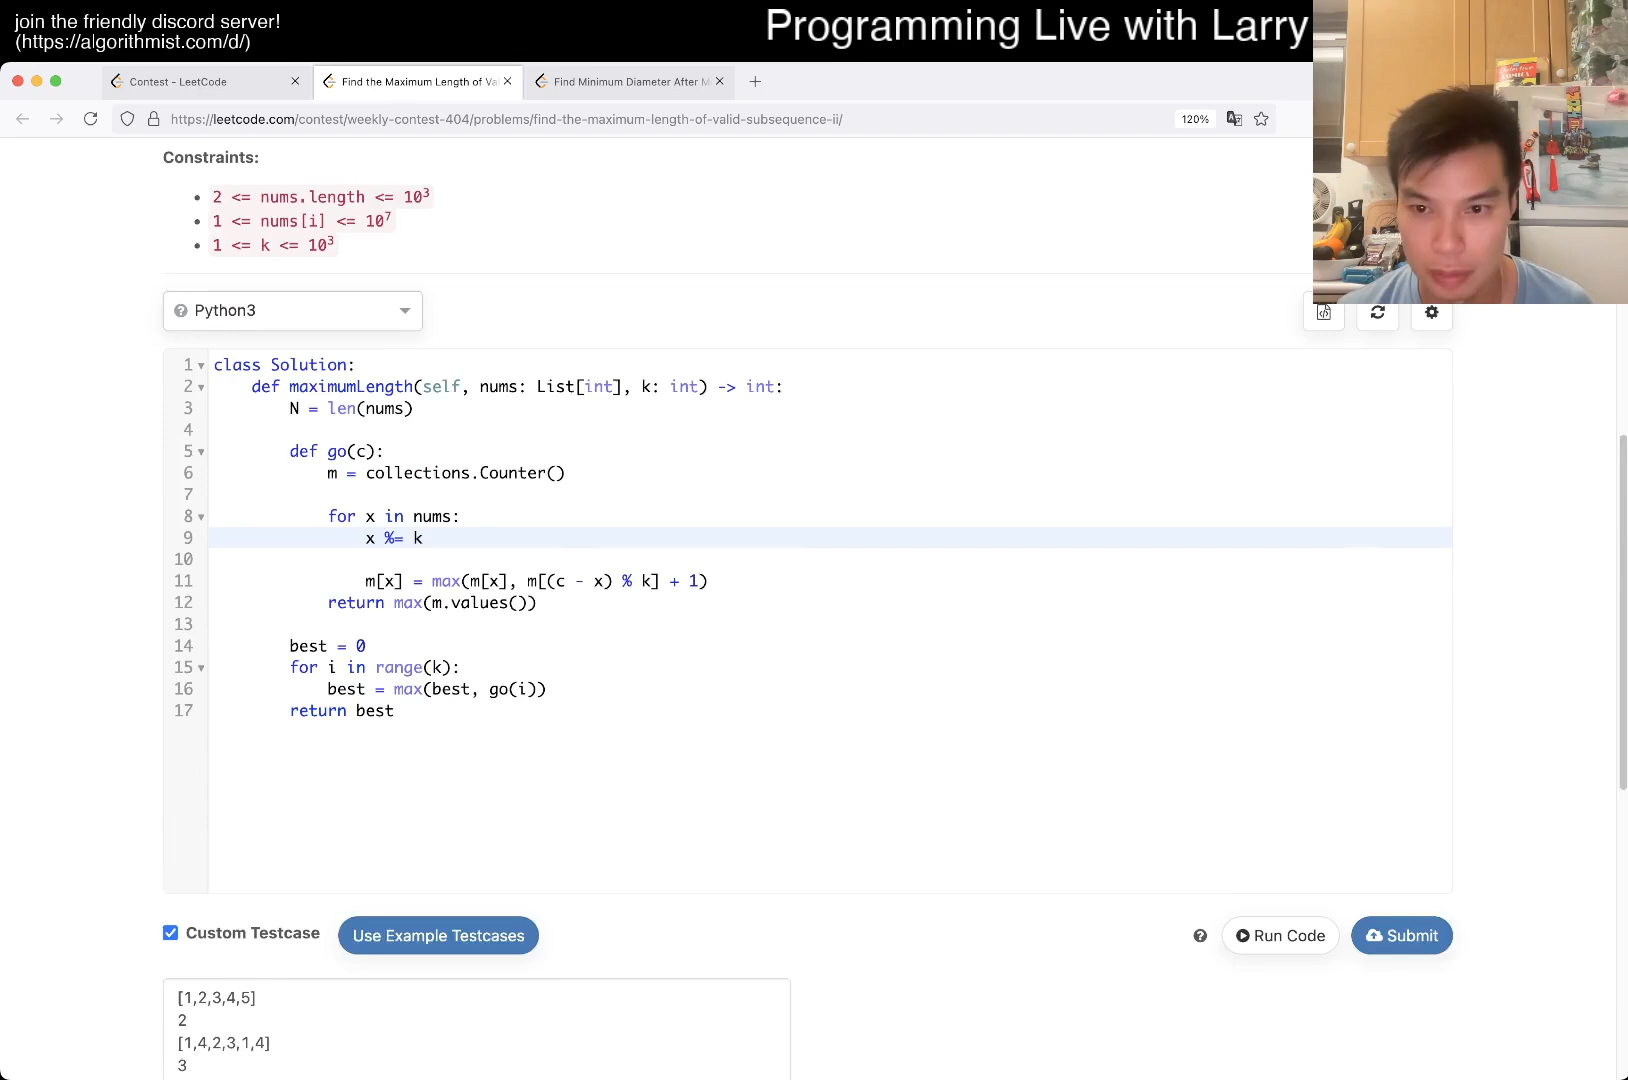 join the friendly discord server!
(https://algorithmist.com/d/)
Programming Live with Larry
Contest - LeetCode
Find the Maximum Length of Va
Find Minimum Diameter After M
https://leetcode.com/contest/weekly-contest-404/problems/find-the-maximum-length-of-valid-subsequence-ii/
120%
Constraints:
2 <= nums.length <= 10³
1 <= nums[i] <= 10⁷
1 <= k <= 10³
Python3
1 class Solution:
2     def maximumLength(self, nums: List[int], k: int) -> int:
3         N = len(nums)
4
5         def go(c):
6             m = collections.Counter()
7
8             for x in nums:
9                 x %= k
10
11                 m[x] = max(m[x], m[(c - x) % k] + 1)
12             return max(m.values())
13
14         best = 0
15         for i in range(k):
16             best = max(best, go(i))
17         return best
Custom Testcase
Use Example Testcases
Run Code
Submit
[1,2,3,4,5]
2
[1,4,2,3,1,4]
3